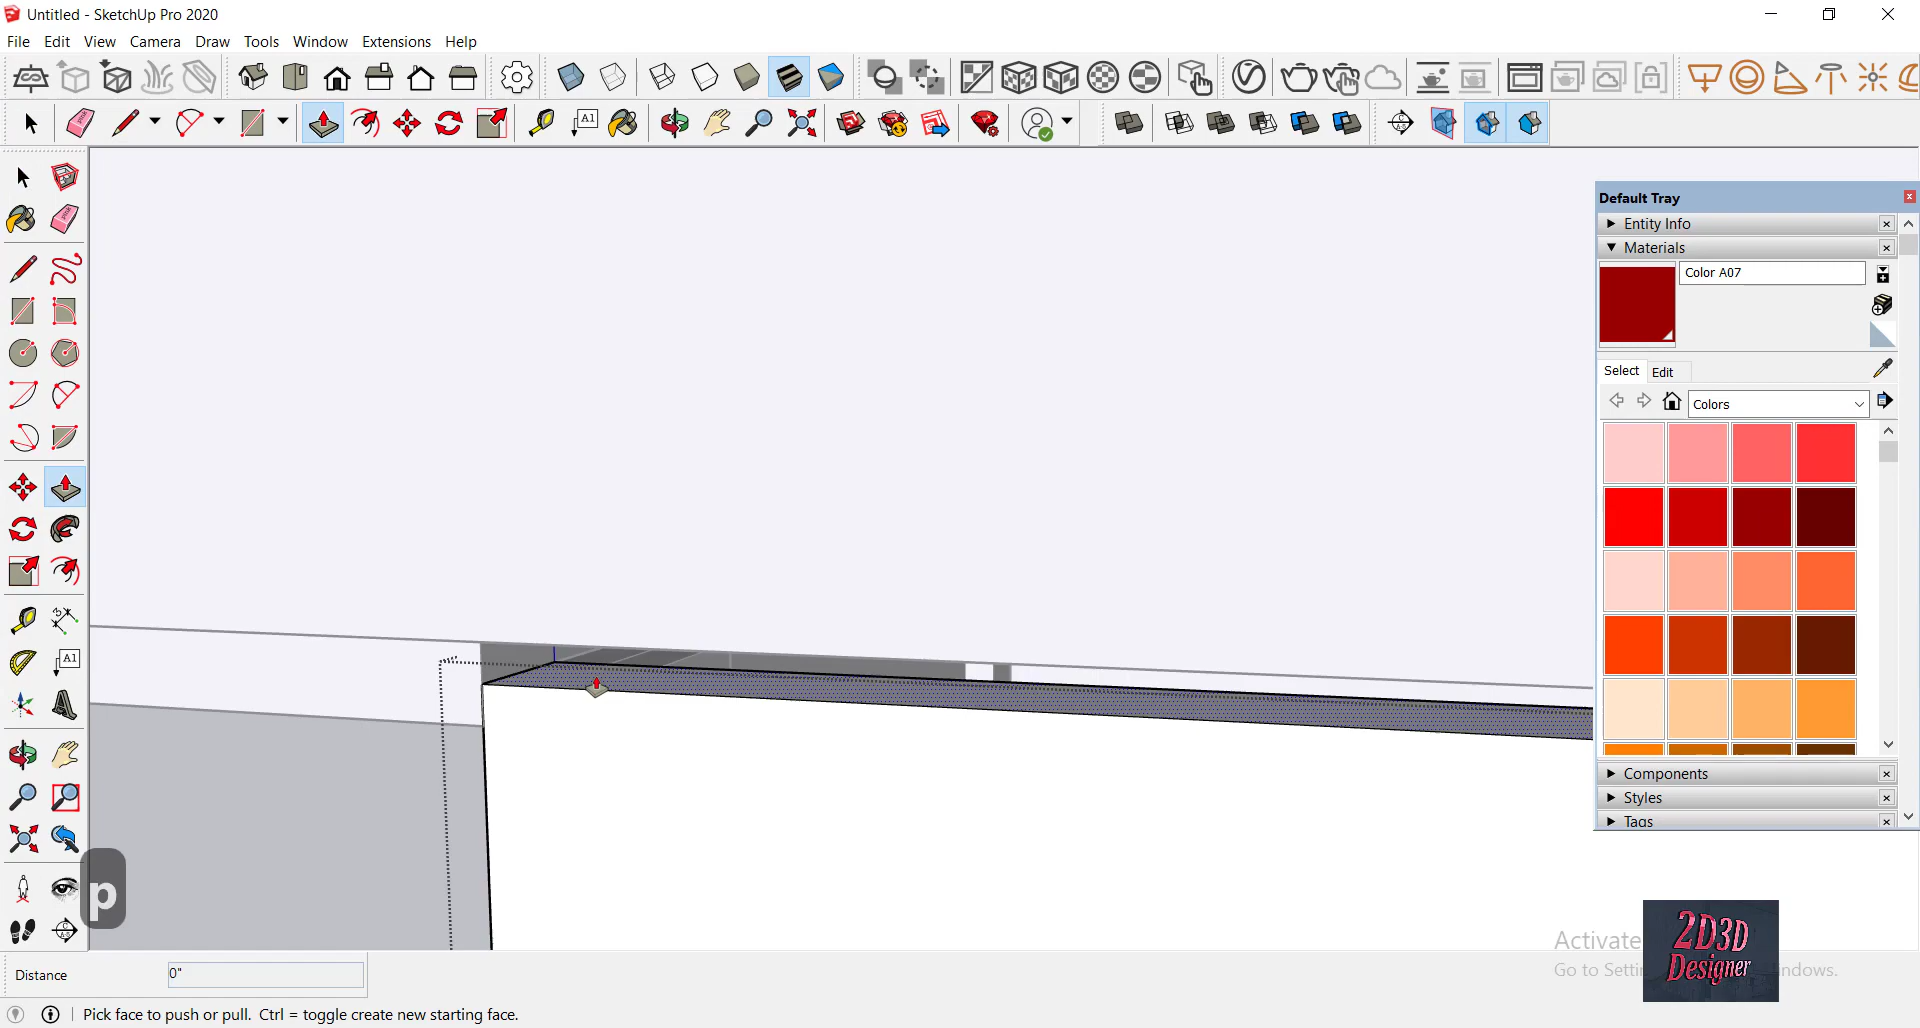 Untitled - SketchUp Pro 2020
File Edit View Camera Draw Tools Window Extensions Help
Default Tray
Entity Info
Materials
Color A07
Select Edit
Colors
Components
Styles
Tags
p
Activate
Go to Setti
ndows.
2D3D
Designer
Distance 0"
Pick face to push or pull. Ctrl = toggle create new starting face.